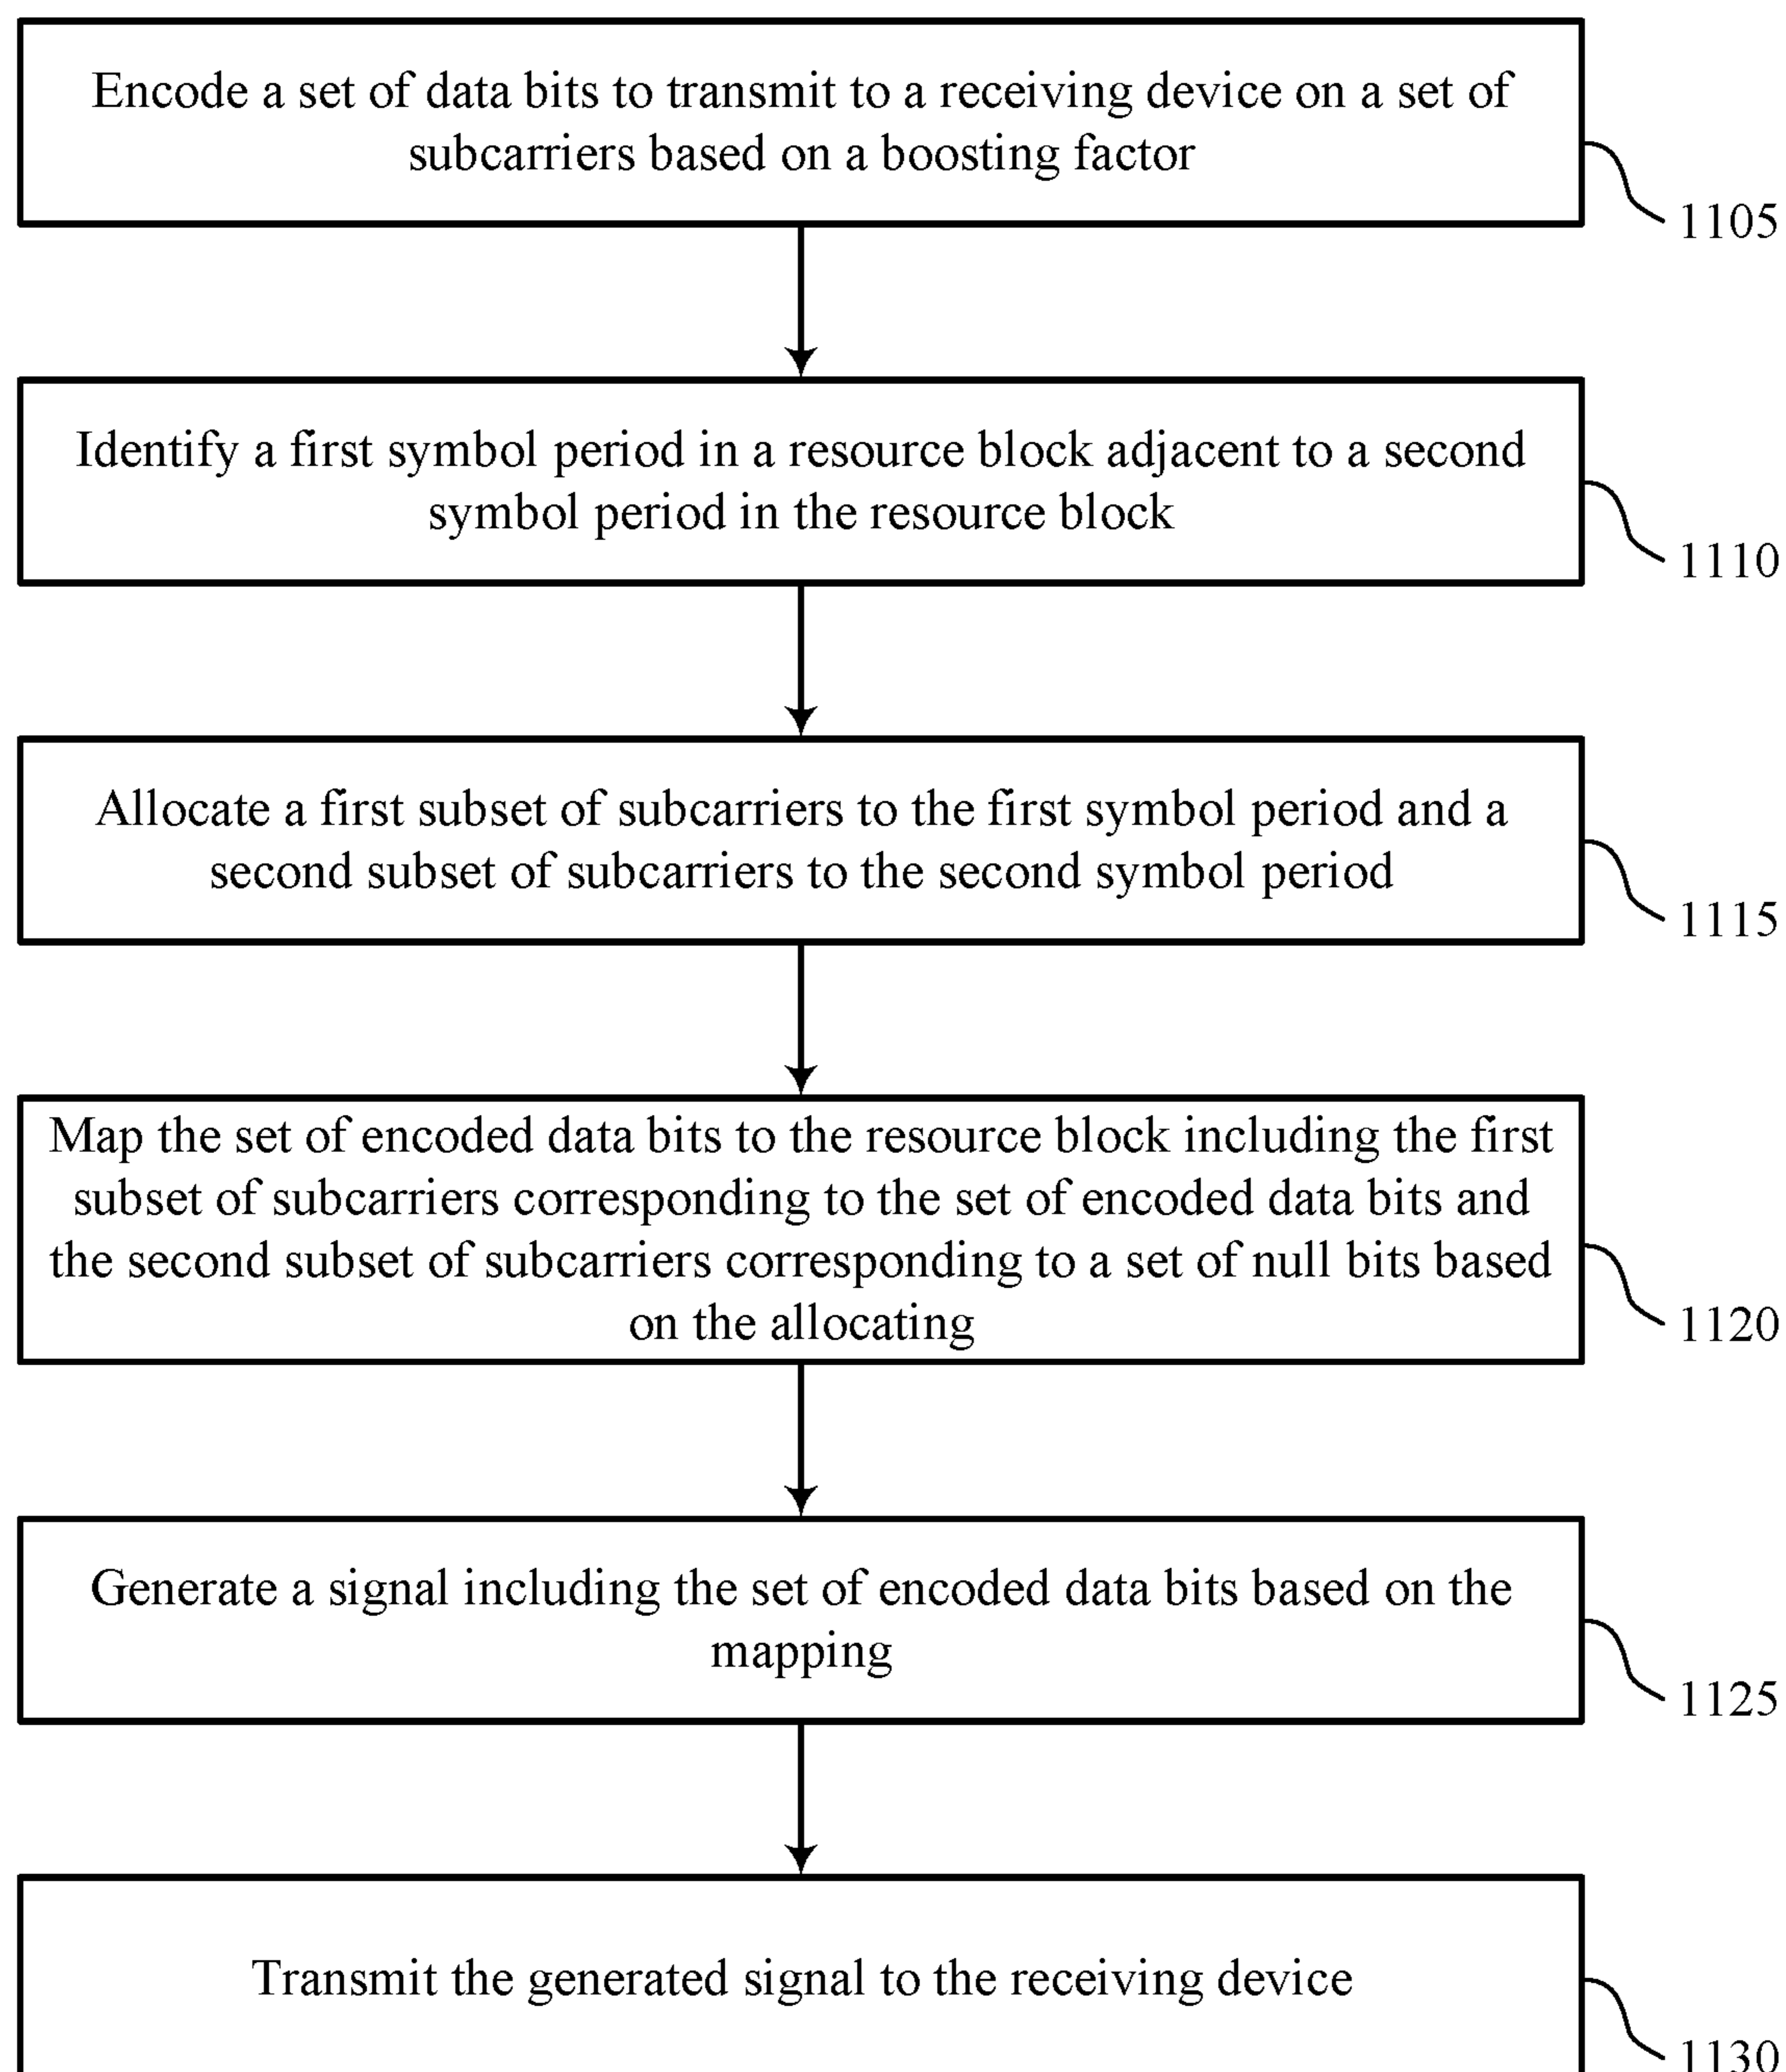 Encode a set of data bits to transmit to a receiving device on a set of
subcarriers based on a boosting factor
1105
Identify a first symbol period in a resource block adjacent to a second
symbol period in the resource block
1110
Allocate a first subset of subcarriers to the first symbol period and a
second subset of subcarriers to the second symbol period
1115
Map the set of encoded data bits to the resource block including the first
subset of subcarriers corresponding to the set of encoded data bits and
the second subset of subcarriers corresponding to a set of null bits based
on the allocating
1120
Generate a signal including the set of encoded data bits based on the
mapping
1125
Transmit the generated signal to the receiving device
1130